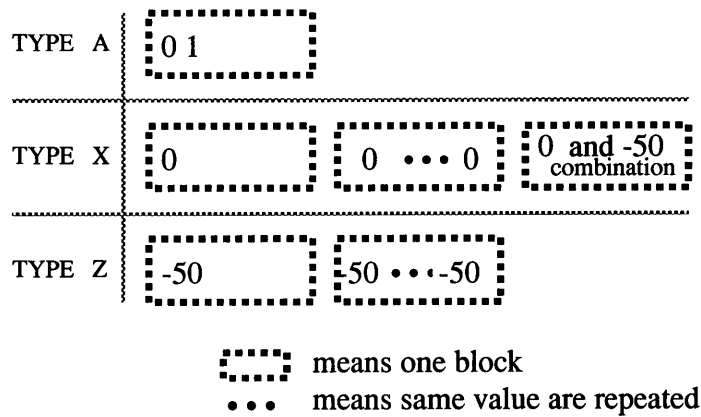 TYPE A 0 1
TYPE X 0 0 ••• 0 0 and -50
combination
TYPE Z -50 -50 ••• -50
means one block
••• means same value are repeated